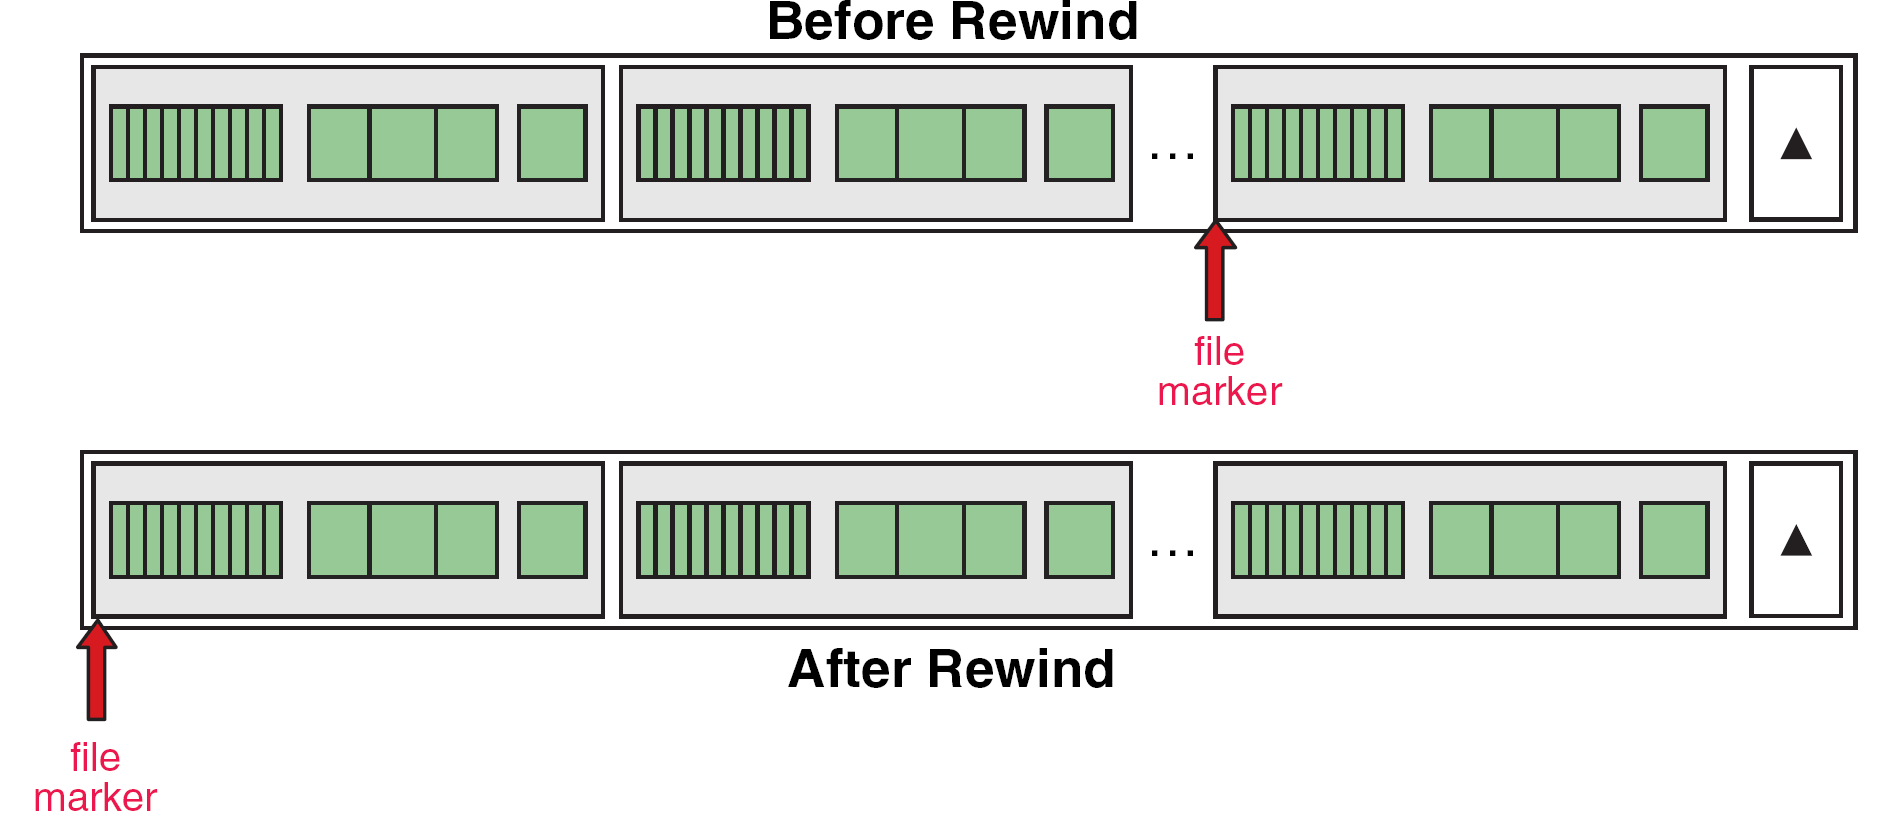 Before Rewind
...
file
marker
...
After Rewind
file
marker